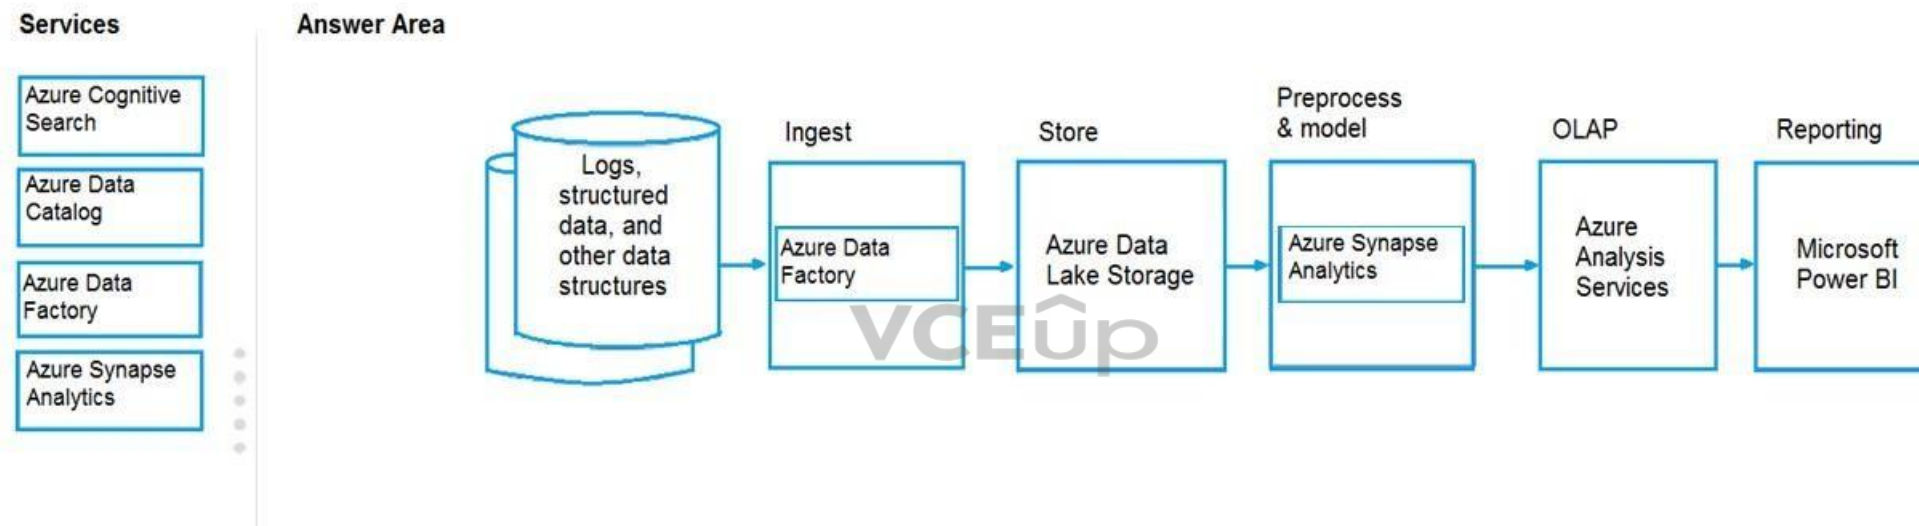 Services
Answer Area
Azure Cognitive
Search
Azure Data
Catalog
Azure Data
Factory
Azure Synapse
Analytics
Logs,
structured
data, and
other data
structures
Ingest
Azure Data
Factory
Store
Azure Data
Lake Storage
Preprocess
& model
Azure Synapse
Analytics
OLAP
Azure
Analysis
Services
Reporting
Microsoft
Power BI
VCEûp